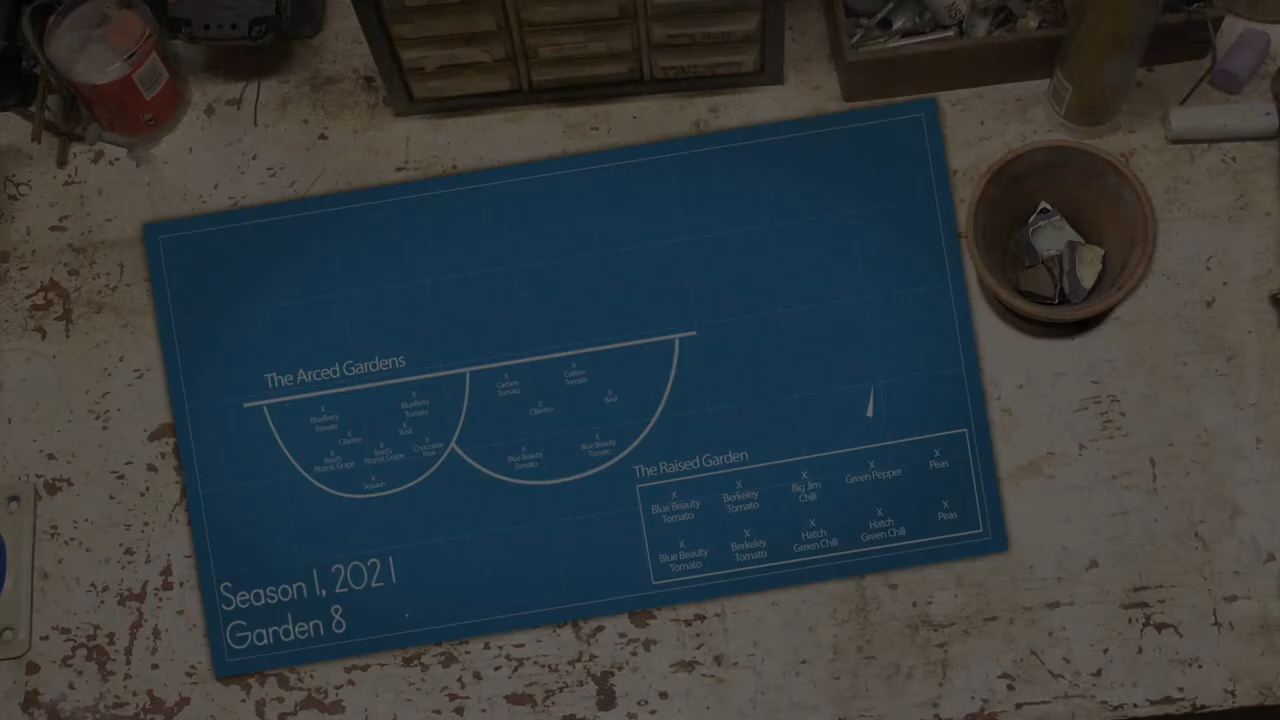 The Arced Gardens
X
BlueBerry
Tomato
X
BlueBerry
Tomato
X
Cilantro
X
Basil
X
Brad's
Atomic Grape
X
Brad's
Atomic Grape
X
Chocolate
Pear
X
Squash
X
Carbon
Tomato
X
Carbon
Tomato
X
Cilantro
X
Basil
X
Blue Beauty
Tomato
X
Blue Beauty
Tomato
The Raised Garden
X
Blue Beauty
Tomato
X
Berkeley
Tomato
X
Big Jim
Chili
X
Green Pepper
X
Peas
X
Blue Beauty
Tomato
X
Berkeley
Tomato
X
Hatch
Green Chili
X
Hatch
Green Chili
X
Peas
Season 1, 2021
Garden 8